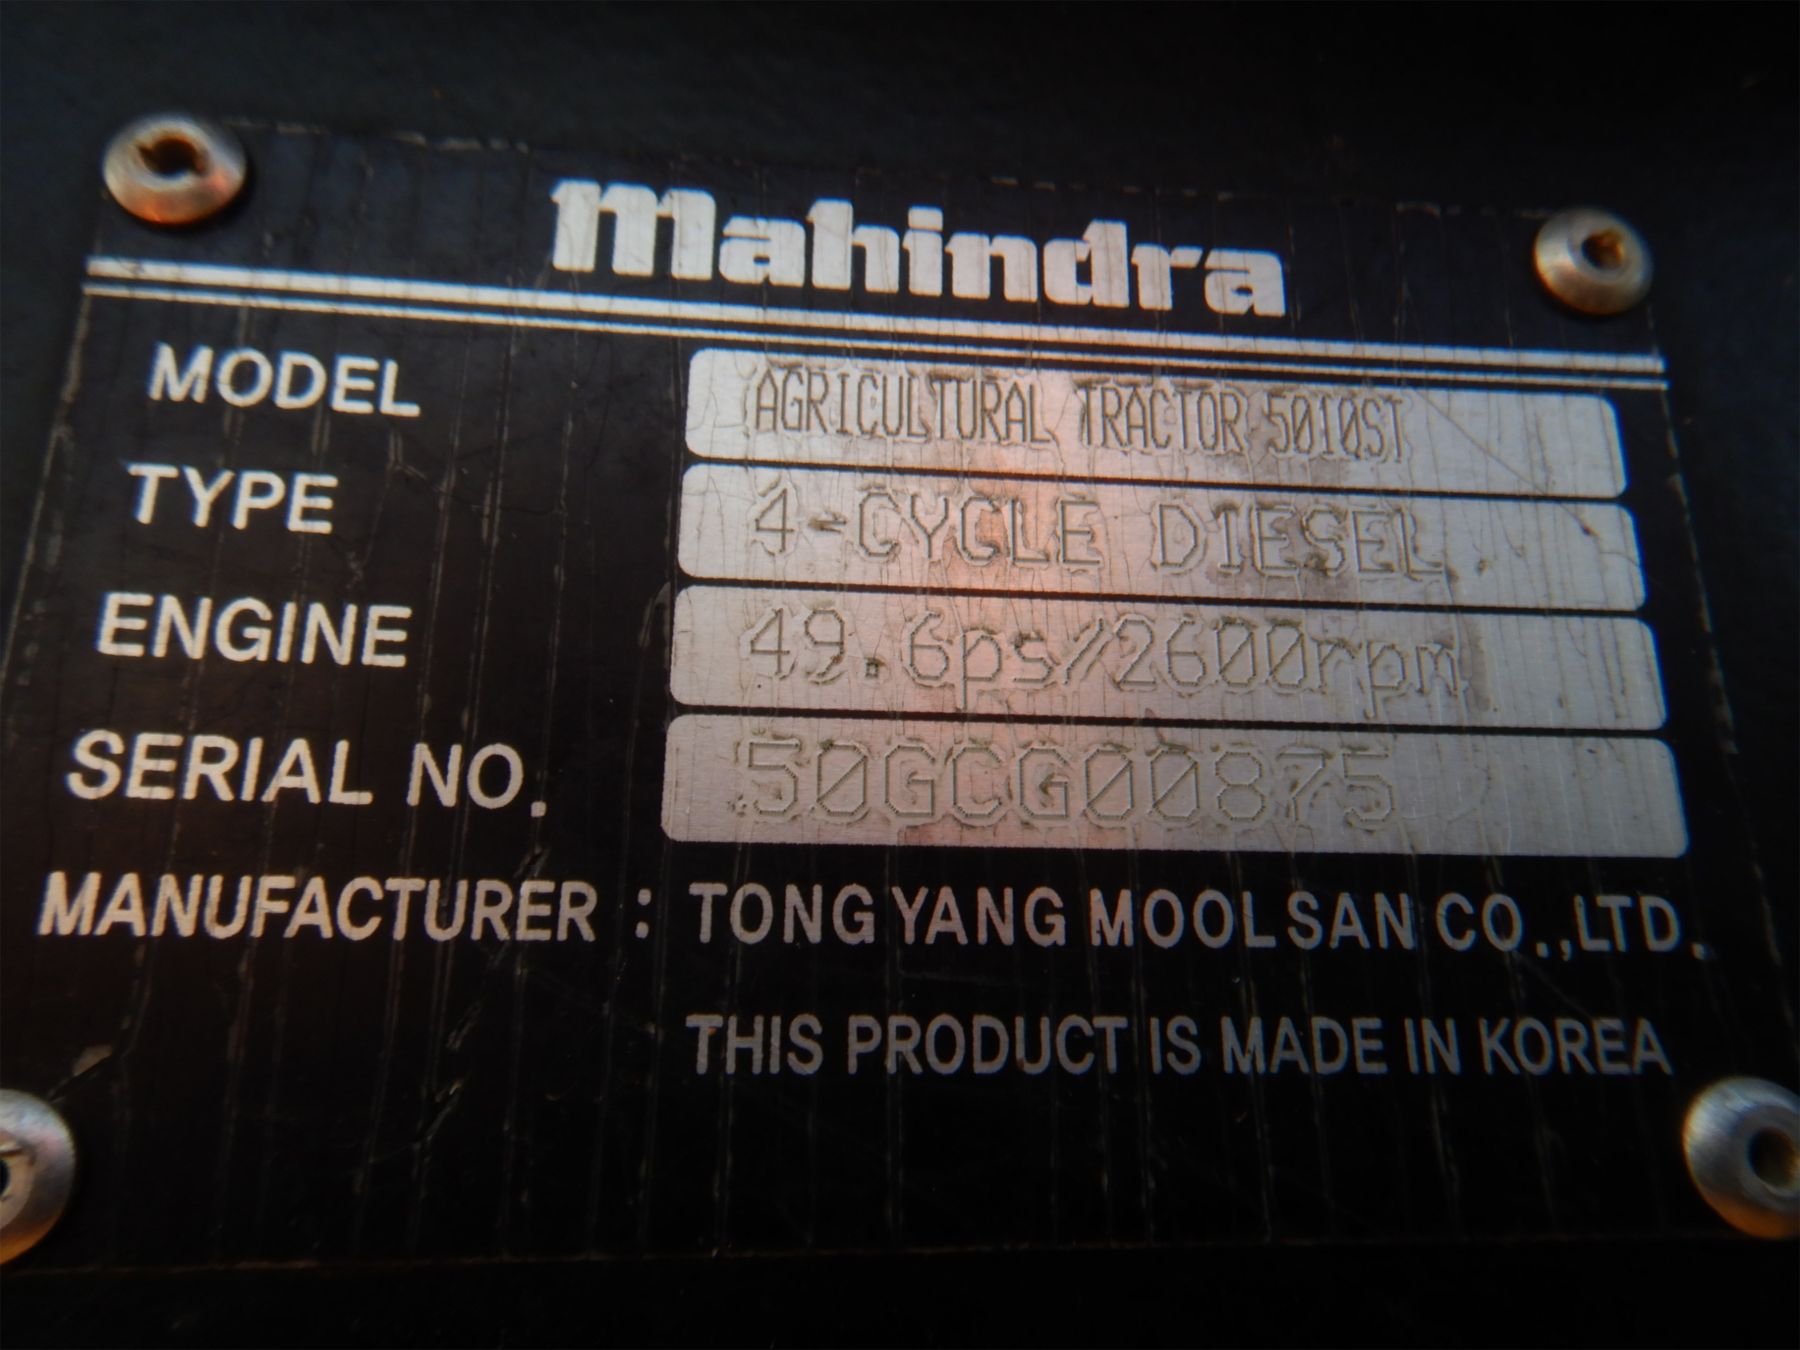 Mahindra
MODEL AGRICULTURAL TRACTOR 5010ST
TYPE 4-CYCLE DIESEL
ENGINE 49.6ps//2600rpm
SERIAL NO. 50GCG00875
MANUFACTURER : TONG YANG MOOLSAN CO.,LTD.
THIS PRODUCT IS MADE IN KOREA